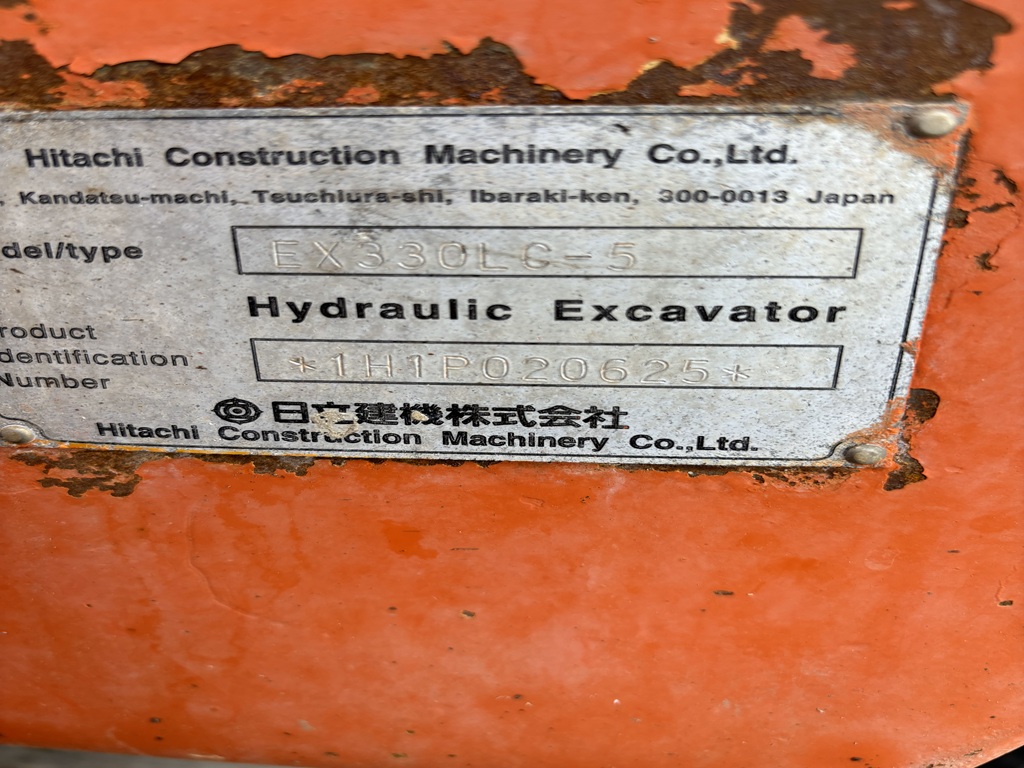 Hitachi Construction Machinery Co.,Ltd.
, Kandatsu-machi, Tsuchiura-shi, Ibaraki-ken, 300-0013 Japan
del/type EX330LC-5
Hydraulic Excavator
roduct
dentification
Number
*1H1P020625*
日立建機株式会社
Hitachi Construction Machinery Co.,Ltd.